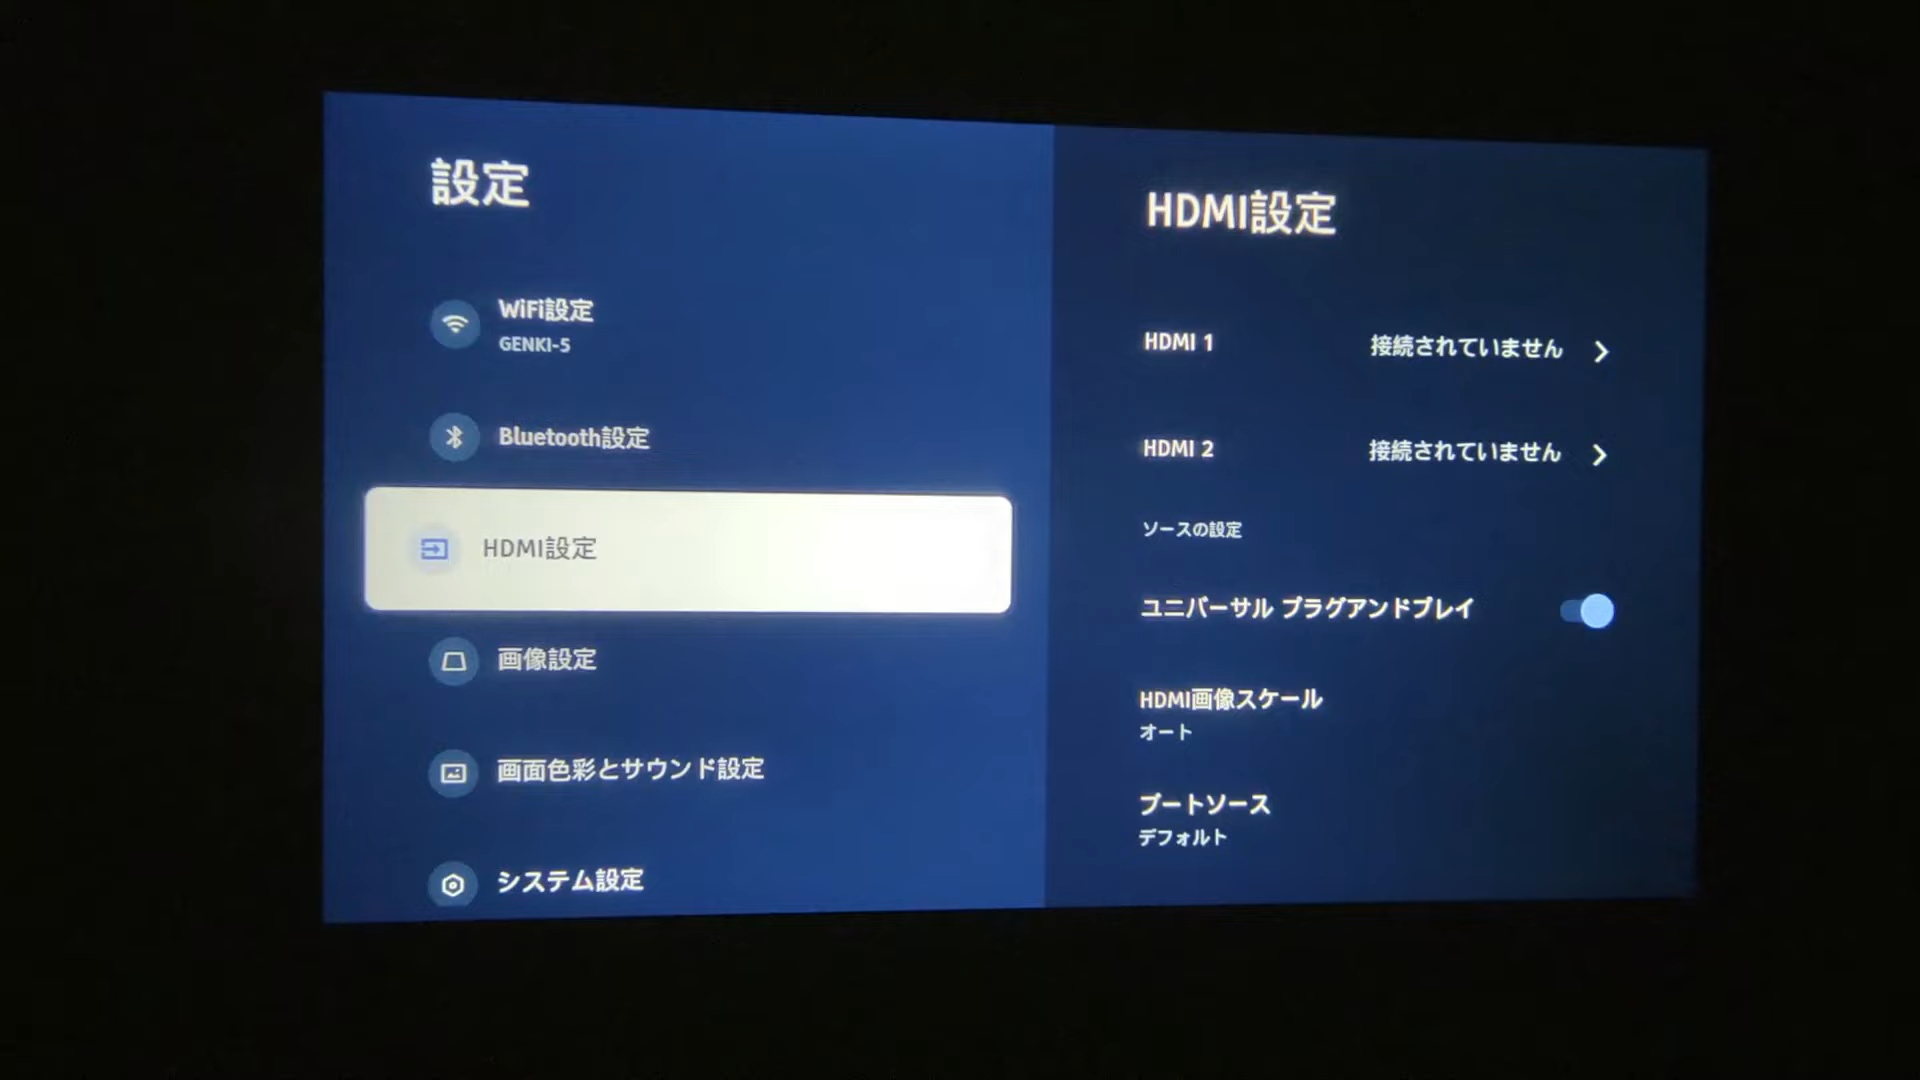 設定
WiFi設定
GENKI-5
Bluetooth設定
HDMI設定
画像設定
画面色彩とサウンド設定
システム設定
HDMI設定
HDMI 1 接続されていません
HDMI 2 接続されていません
ソースの設定
ユニバーサル プラグアンドプレイ
HDMI画像スケール
オート
ブートソース
デフォルト